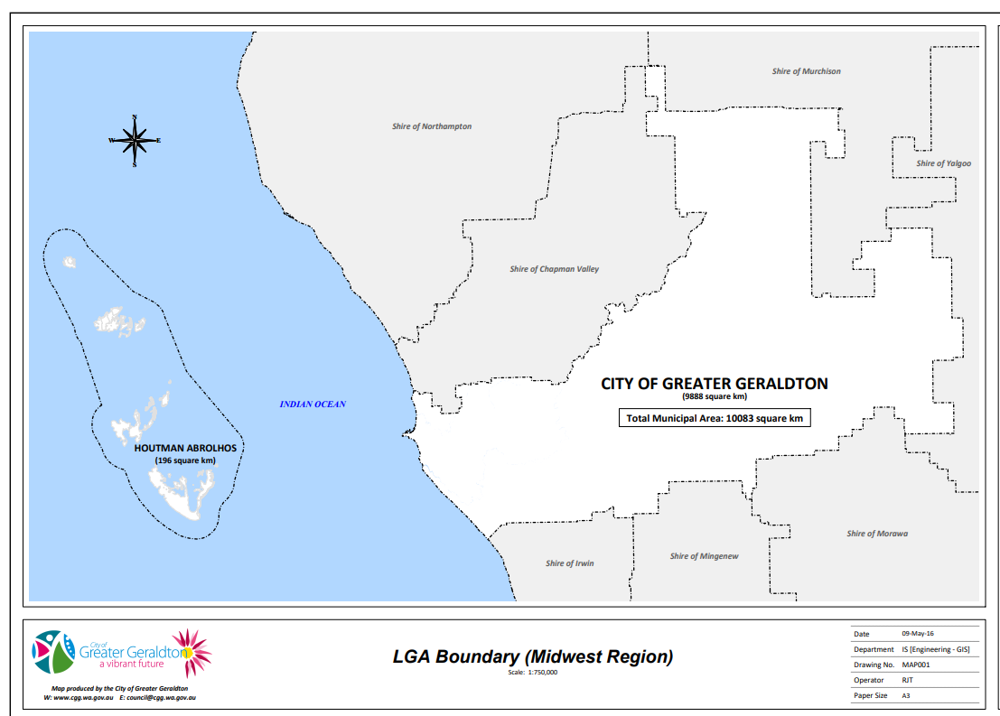 Shire of Murchison
Shire of Northampton
N
W E
S
Shire of Yalgoo
Shire of Chapman Valley
CITY OF GREATER GERALDTON
(9888 square km)
INDIAN OCEAN
Total Municipal Area: 10083 square km
HOUTMAN ABROLHOS
(196 square km)
Shire of Morawa
Shire of Mingenew
Shire of Irwin
City of
Greater Geraldton
a vibrant future
Map produced by the City of Greater Geraldton
W: www.cgg.wa.gov.au E: council@cgg.wa.gov.au
LGA Boundary (Midwest Region)
Scale: 1:750,000
Date 09-May-16
Department IS [Engineering - GIS]
Drawing No. MAP001
Operator RJT
Paper Size A3